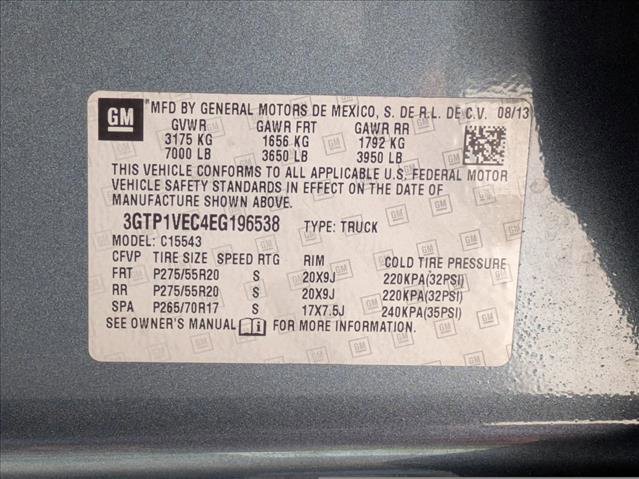 GM MFD BY GENERAL MOTORS DE MEXICO, S. DE R.L. DE C.V. 08/13
GVWR GAWR FRT GAWR RR
3175 KG 1656 KG 1792 KG
7000 LB 3650 LB 3950 LB
THIS VEHICLE CONFORMS TO ALL APPLICABLE U.S. FEDERAL MOTOR
VEHICLE SAFETY STANDARDS IN EFFECT ON THE DATE OF
MANUFACTURE SHOWN ABOVE.
3GTP1VEC4EG196538 TYPE: TRUCK
MODEL: C15543
CFVP TIRE SIZE SPEED RTG RIM COLD TIRE PRESSURE
FRT P275/55R20 S 20X9J 220KPA(32PSI)
RR P275/55R20 S 20X9J 220KPA(32PSI)
SPA P265/70R17 S 17X7.5J 240KPA(35PSI)
SEE OWNER'S MANUAL FOR MORE INFORMATION.